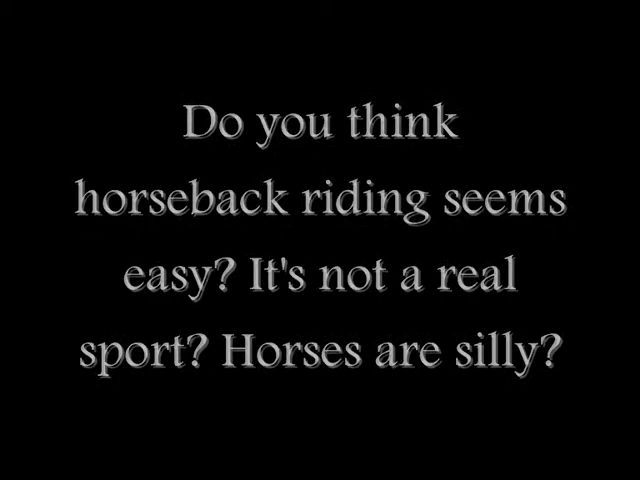 Do you think
horseback riding seems
easy? It's not a real
sport? Horses are silly?